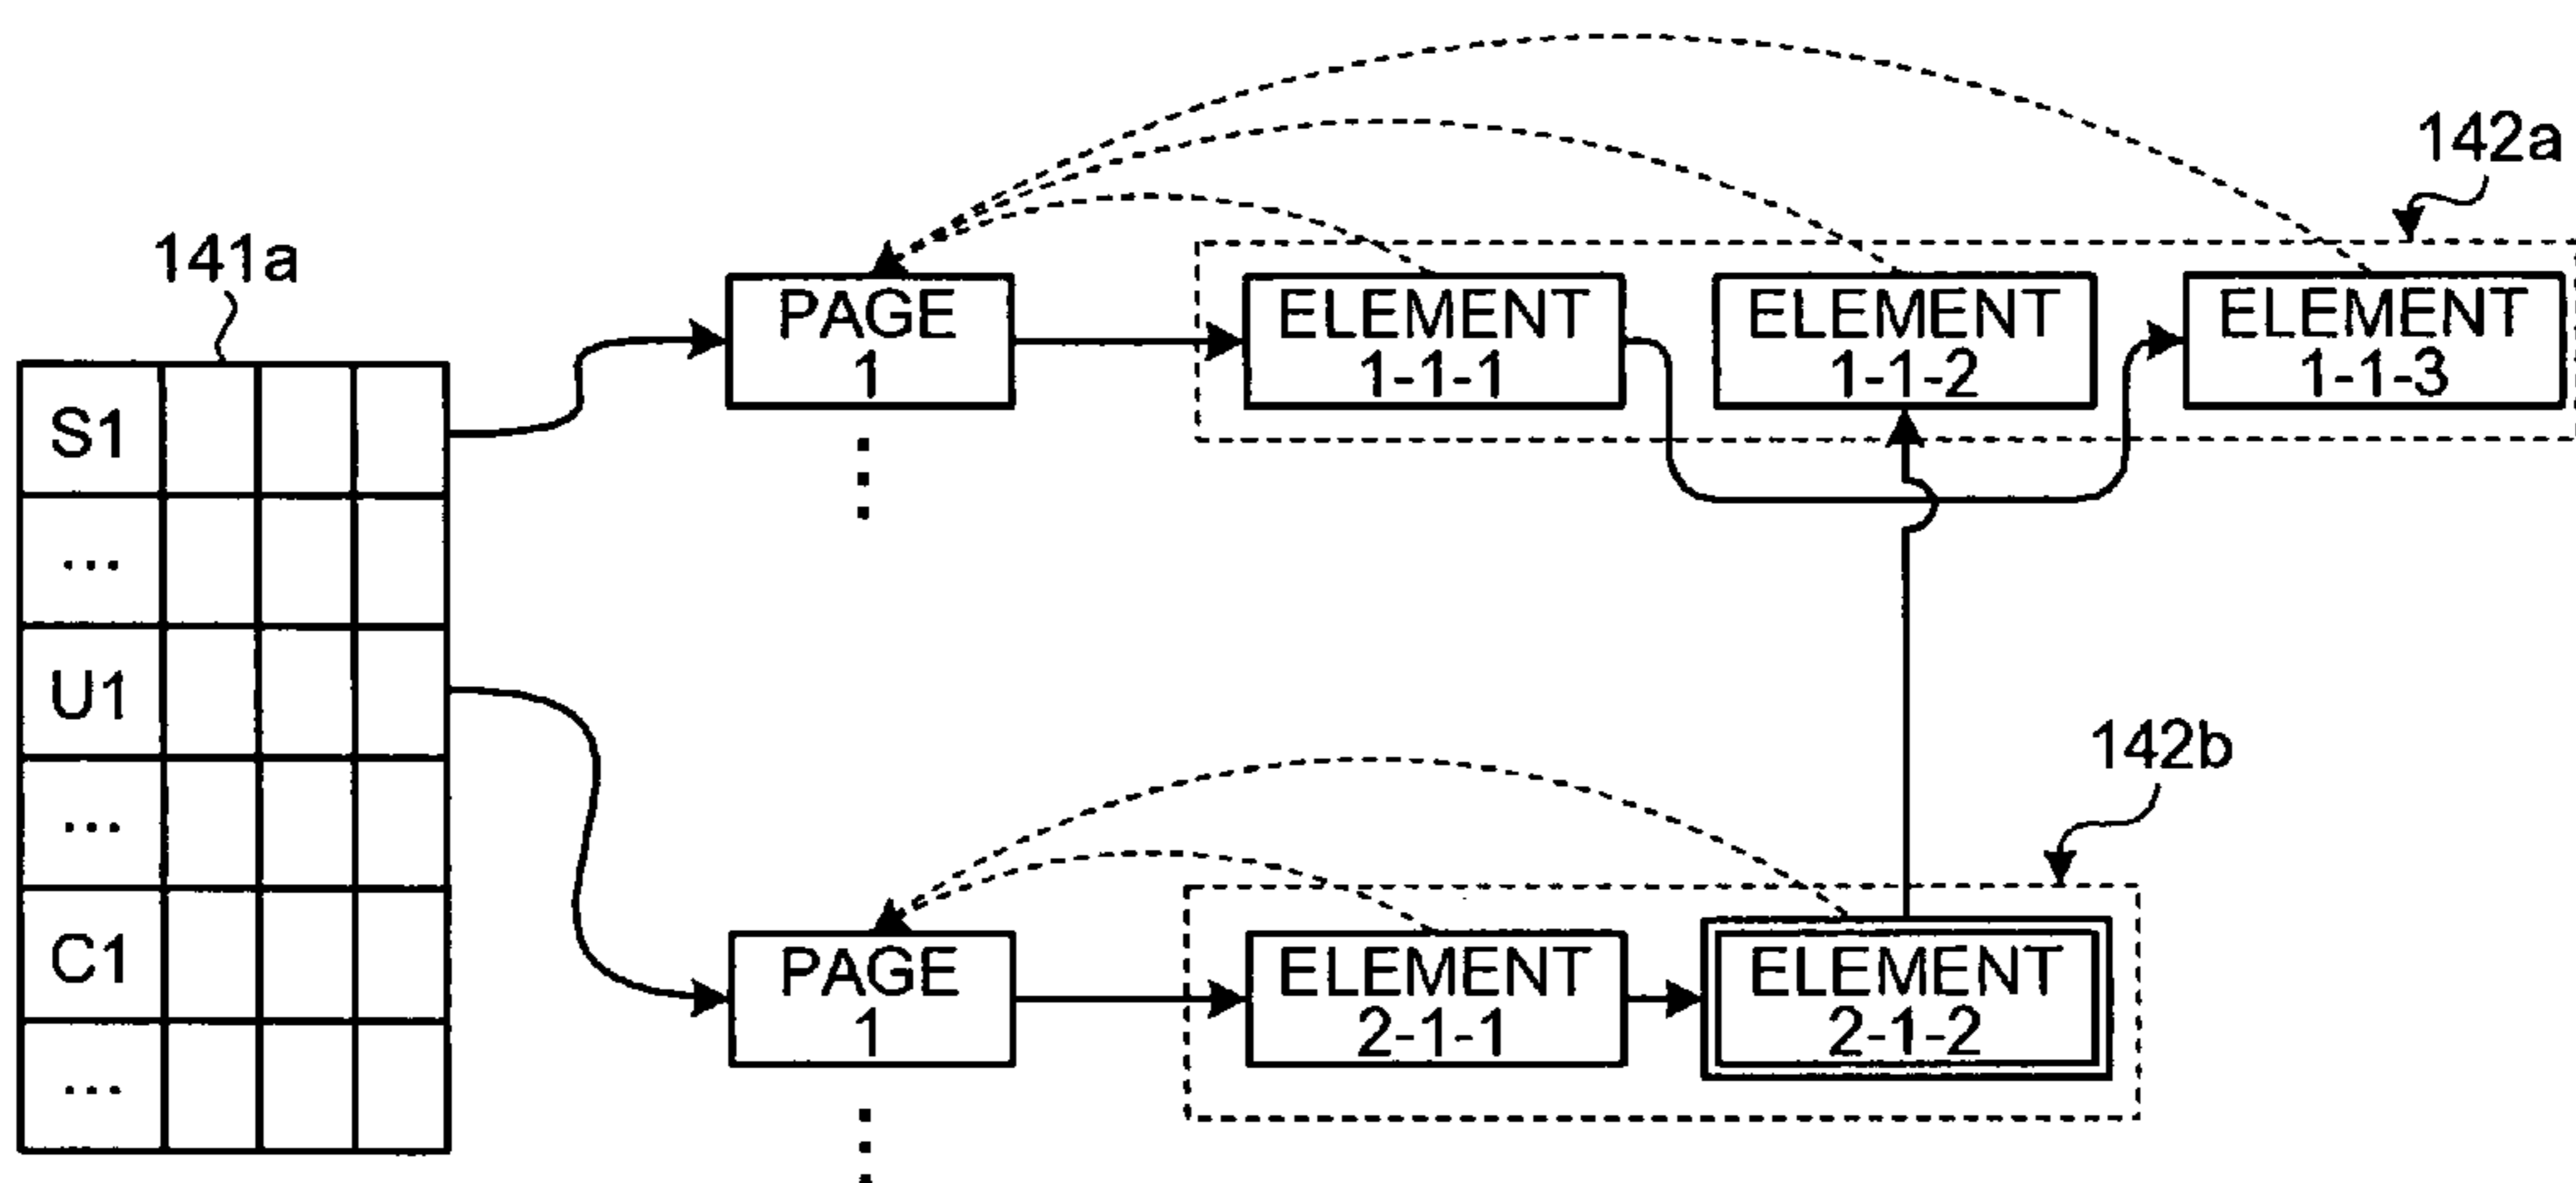 142a
141a
PAGE
1
ELEMENT
1-1-1
ELEMENT
1-1-2
ELEMENT
1-1-3
S1
...
U1
...
C1
...
142b
PAGE
1
ELEMENT
2-1-1
ELEMENT
2-1-2